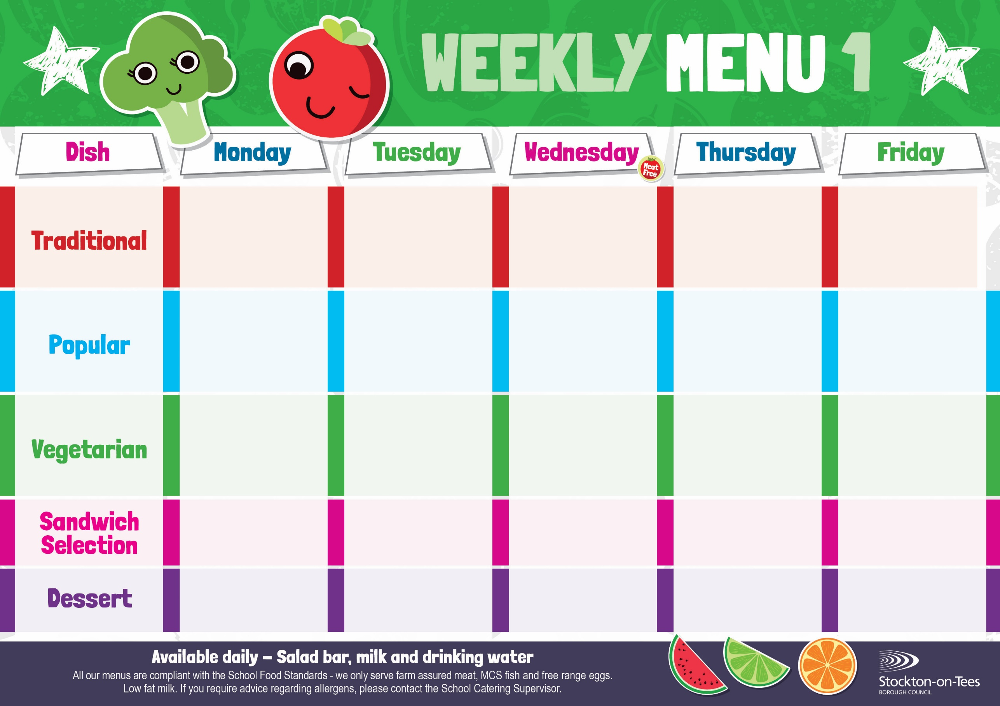 WEEKLY MENU 1
Dish
Monday
Tuesday
Wednesday
Meat
Free
Thursday
Friday
Traditional
Popular
Vegetarian
Sandwich
Selection
Dessert
Available daily – Salad bar, milk and drinking water
All our menus are compliant with the School Food Standards - we only serve farm assured meat, MCS fish and free range eggs.
Low fat milk. If you require advice regarding allergens, please contact the School Catering Supervisor.
Stockton-on-Tees
BOROUGH COUNCIL